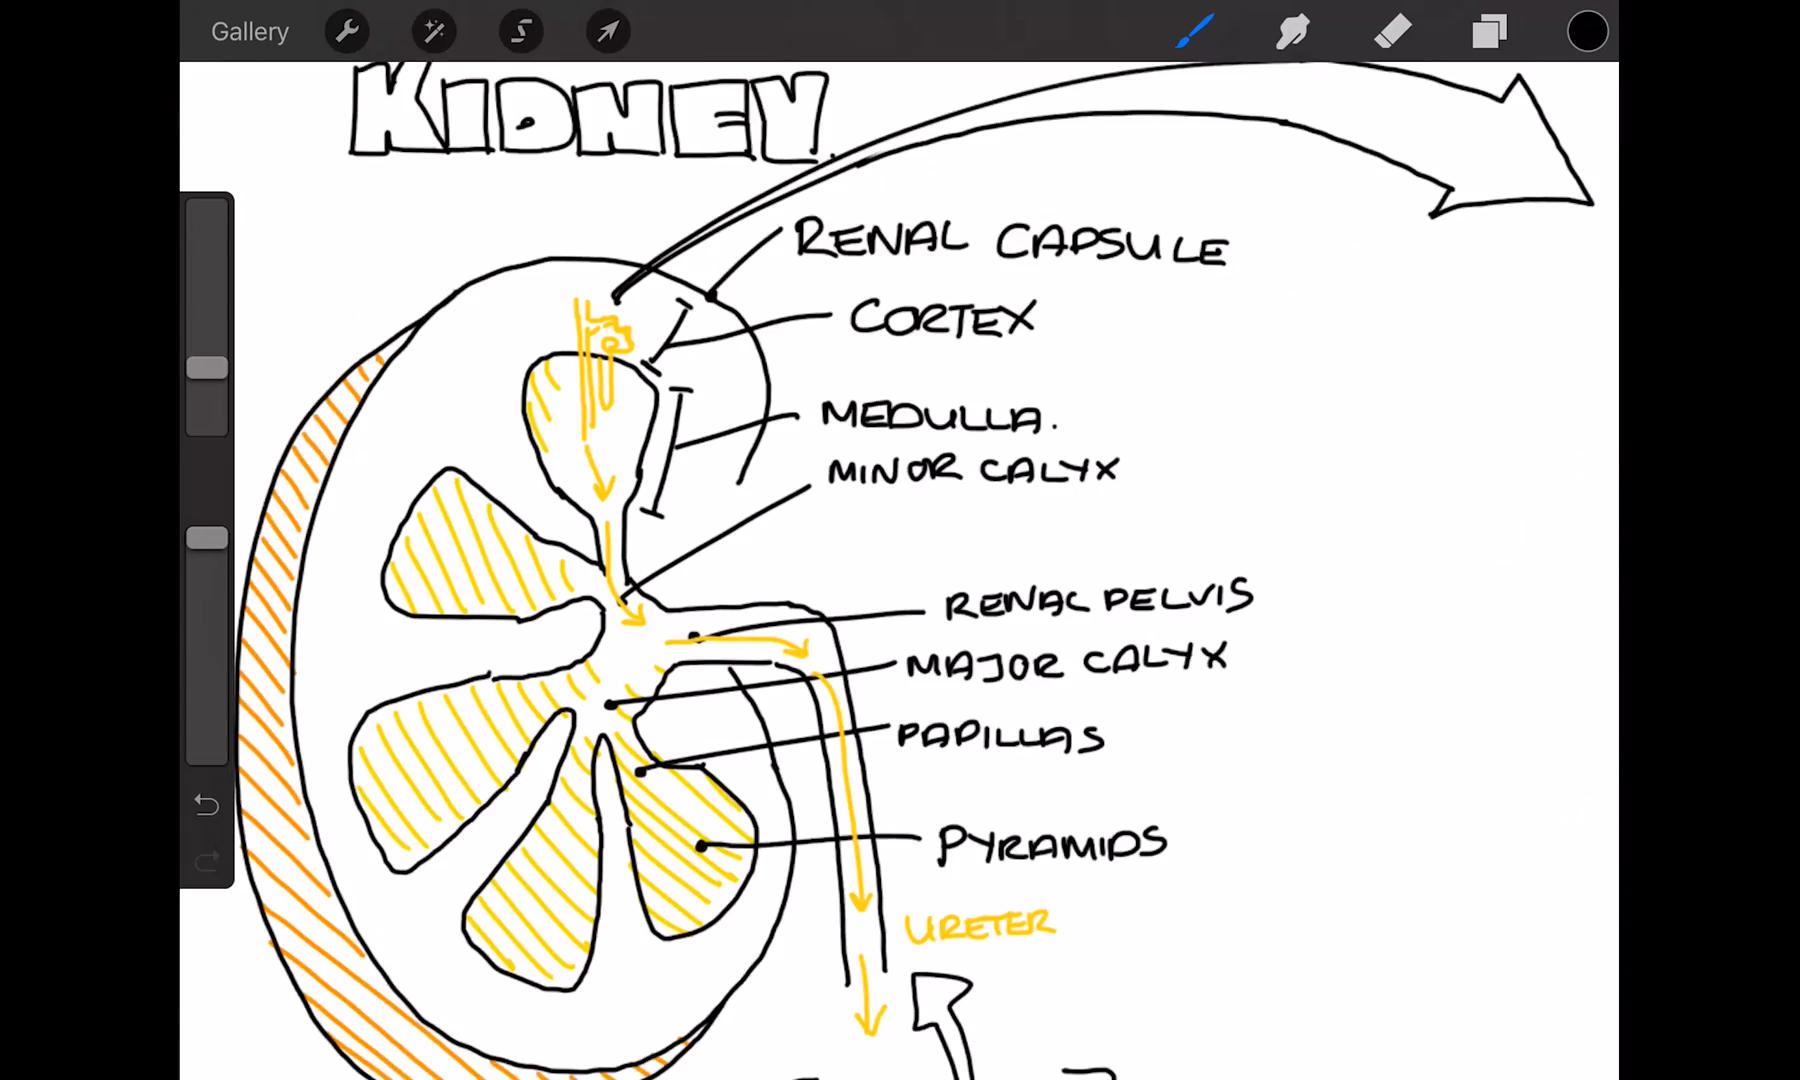 Gallery
KIDNEY
RENAL CAPSULE
CORTEX
MEDULLA.
MINOR CALYX
RENAL PELVIS
MAJOR CALYX
PAPILLAS
PYRAMIDS
URETER